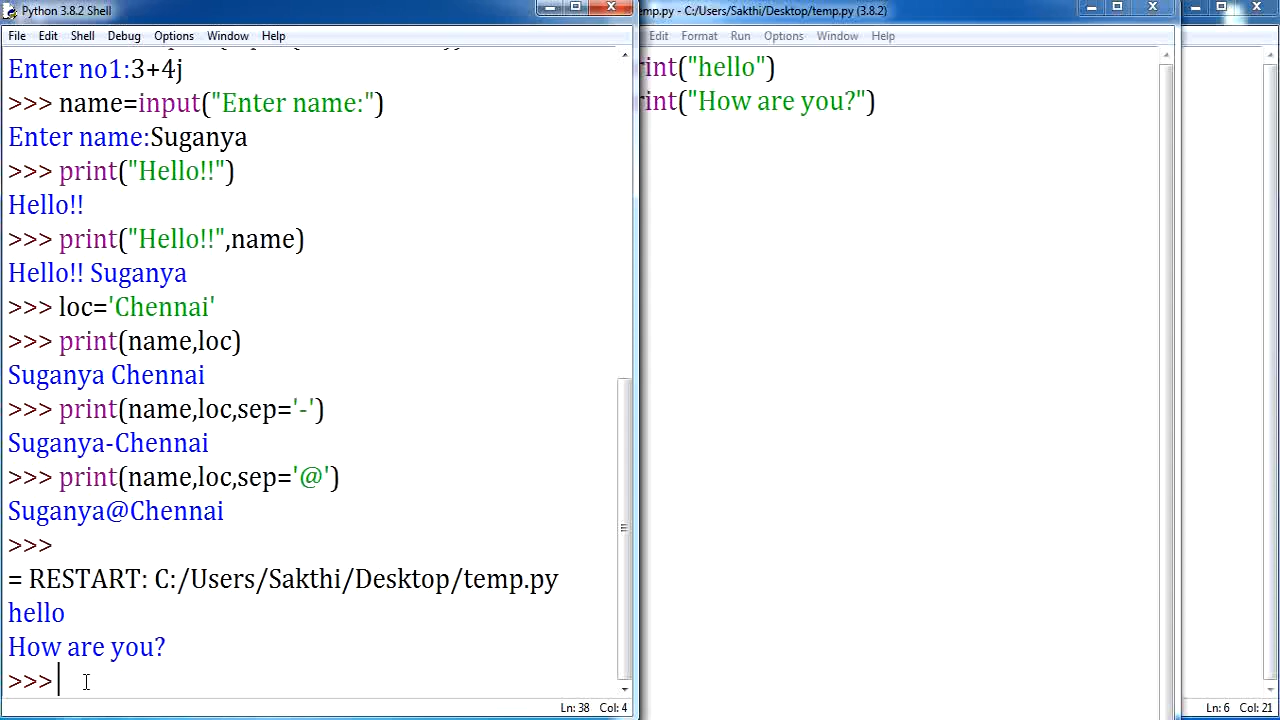 Python 3.8.2 Shell
File Edit Shell Debug Options Window Help
Enter no1:3+4j
>>> name=input("Enter name:")
Enter name:Suganya
>>> print("Hello!!")
Hello!!
>>> print("Hello!!",name)
Hello!! Suganya
>>> loc='Chennai'
>>> print(name,loc)
Suganya Chennai
>>> print(name,loc,sep='-')
Suganya-Chennai
>>> print(name,loc,sep='@')
Suganya@Chennai
>>>
= RESTART: C:/Users/Sakthi/Desktop/temp.py
hello
How are you?
>>>
Ln: 38 Col: 4
emp.py - C:/Users/Sakthi/Desktop/temp.py (3.8.2)
Edit Format Run Options Window Help
rint("hello")
rint("How are you?")
Ln: 6 Col: 21